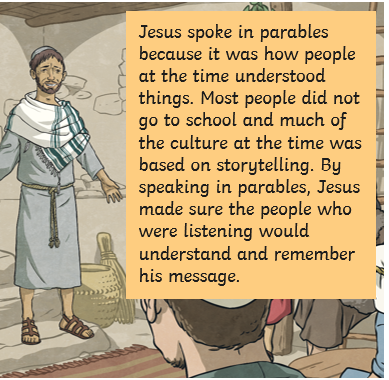 Jesus spoke in parables
because it was how people
at the time understood
things. Most people did not
go to school and much of
the culture at the time was
based on storytelling. By
speaking in parables, Jesus
made sure the people who
were listening would
understand and remember
his message.